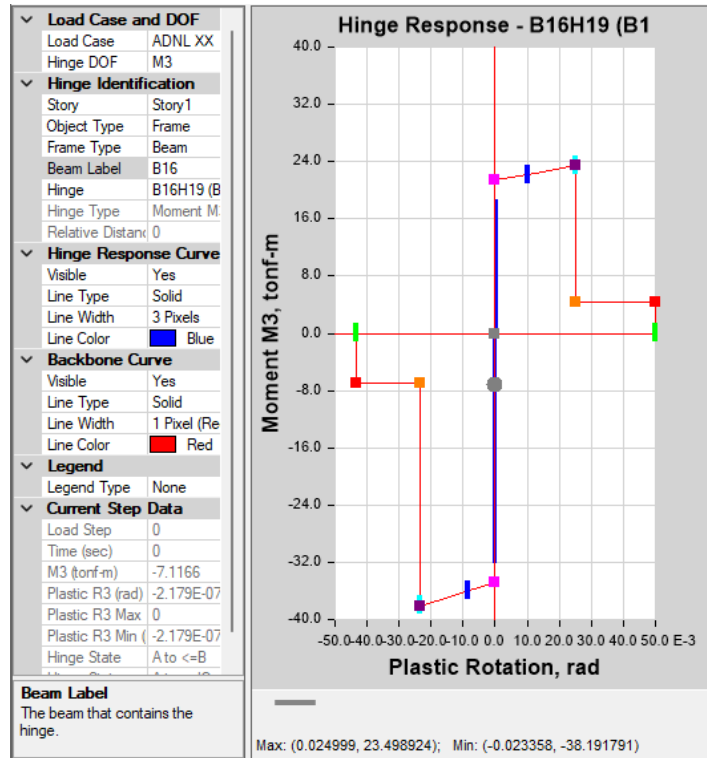 Load Case and DOF
Load Case ADNL XX
Hinge DOF M3
Hinge Identification
Story Story1
Object Type Frame
Frame Type Beam
Beam Label B16
Hinge B16H19 (B
Hinge Type Moment M
Relative Distanc 0
Hinge Response Curve
Visible Yes
Line Type Solid
Line Width 3 Pixels
Line Color Blue
Backbone Curve
Visible Yes
Line Type Solid
Line Width 1 Pixel (Re
Line Color Red
Legend
Legend Type None
Current Step Data
Load Step 0
Time (sec) 0
M3 (tonf-m) -7.1166
Plastic R3 (rad) -2.179E-07
Plastic R3 Max 0
Plastic R3 Min ( -2.179E-07
Hinge State A to <=B
Beam Label
The beam that contains the
hinge.
Hinge Response - B16H19 (B1
40.0
32.0
24.0
16.0
8.0
0.0
-8.0
-16.0
-24.0
-32.0
-40.0
Moment M3, tonf-m
-50.0 -40.0 -30.0 -20.0 -10.0 0.0 10.0 20.0 30.0 40.0 50.0 E-3
Plastic Rotation, rad
Max: (0.024999, 23.498924); Min: (-0.023358, -38.191791)